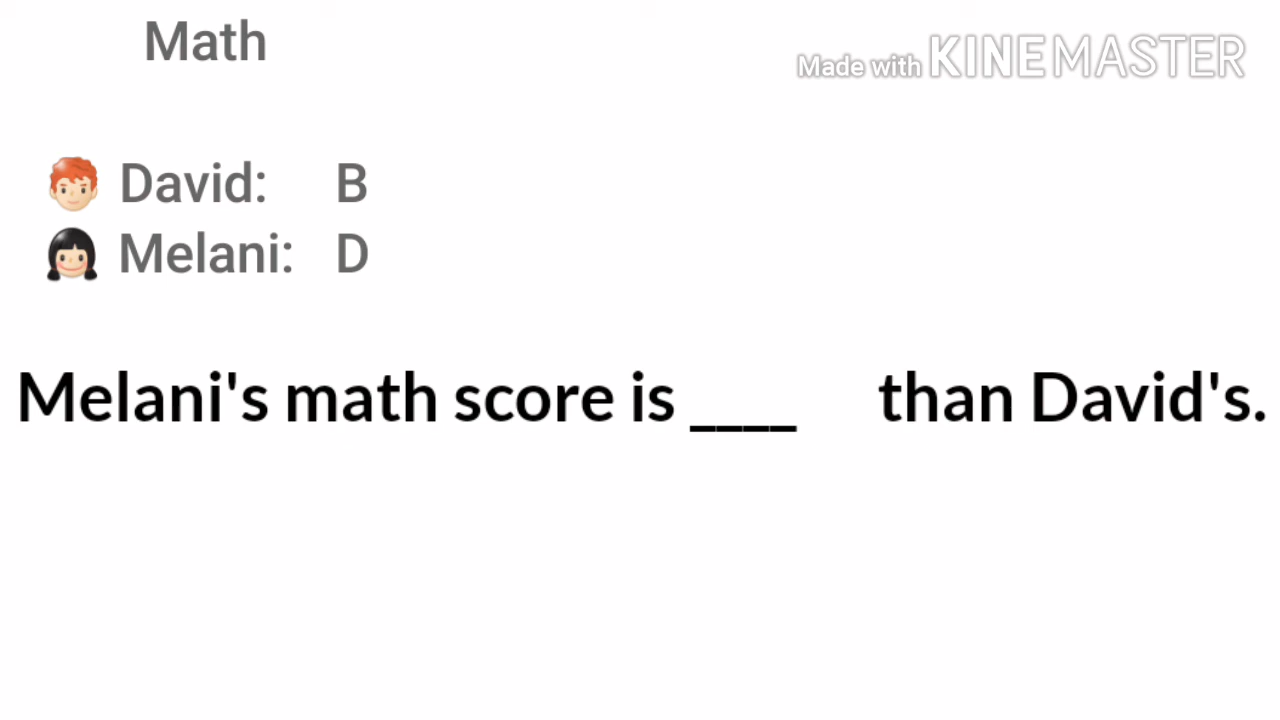 Math
Made with KINEMASTER
David: B
Melani: D
Melani's math score is ____ than David's.